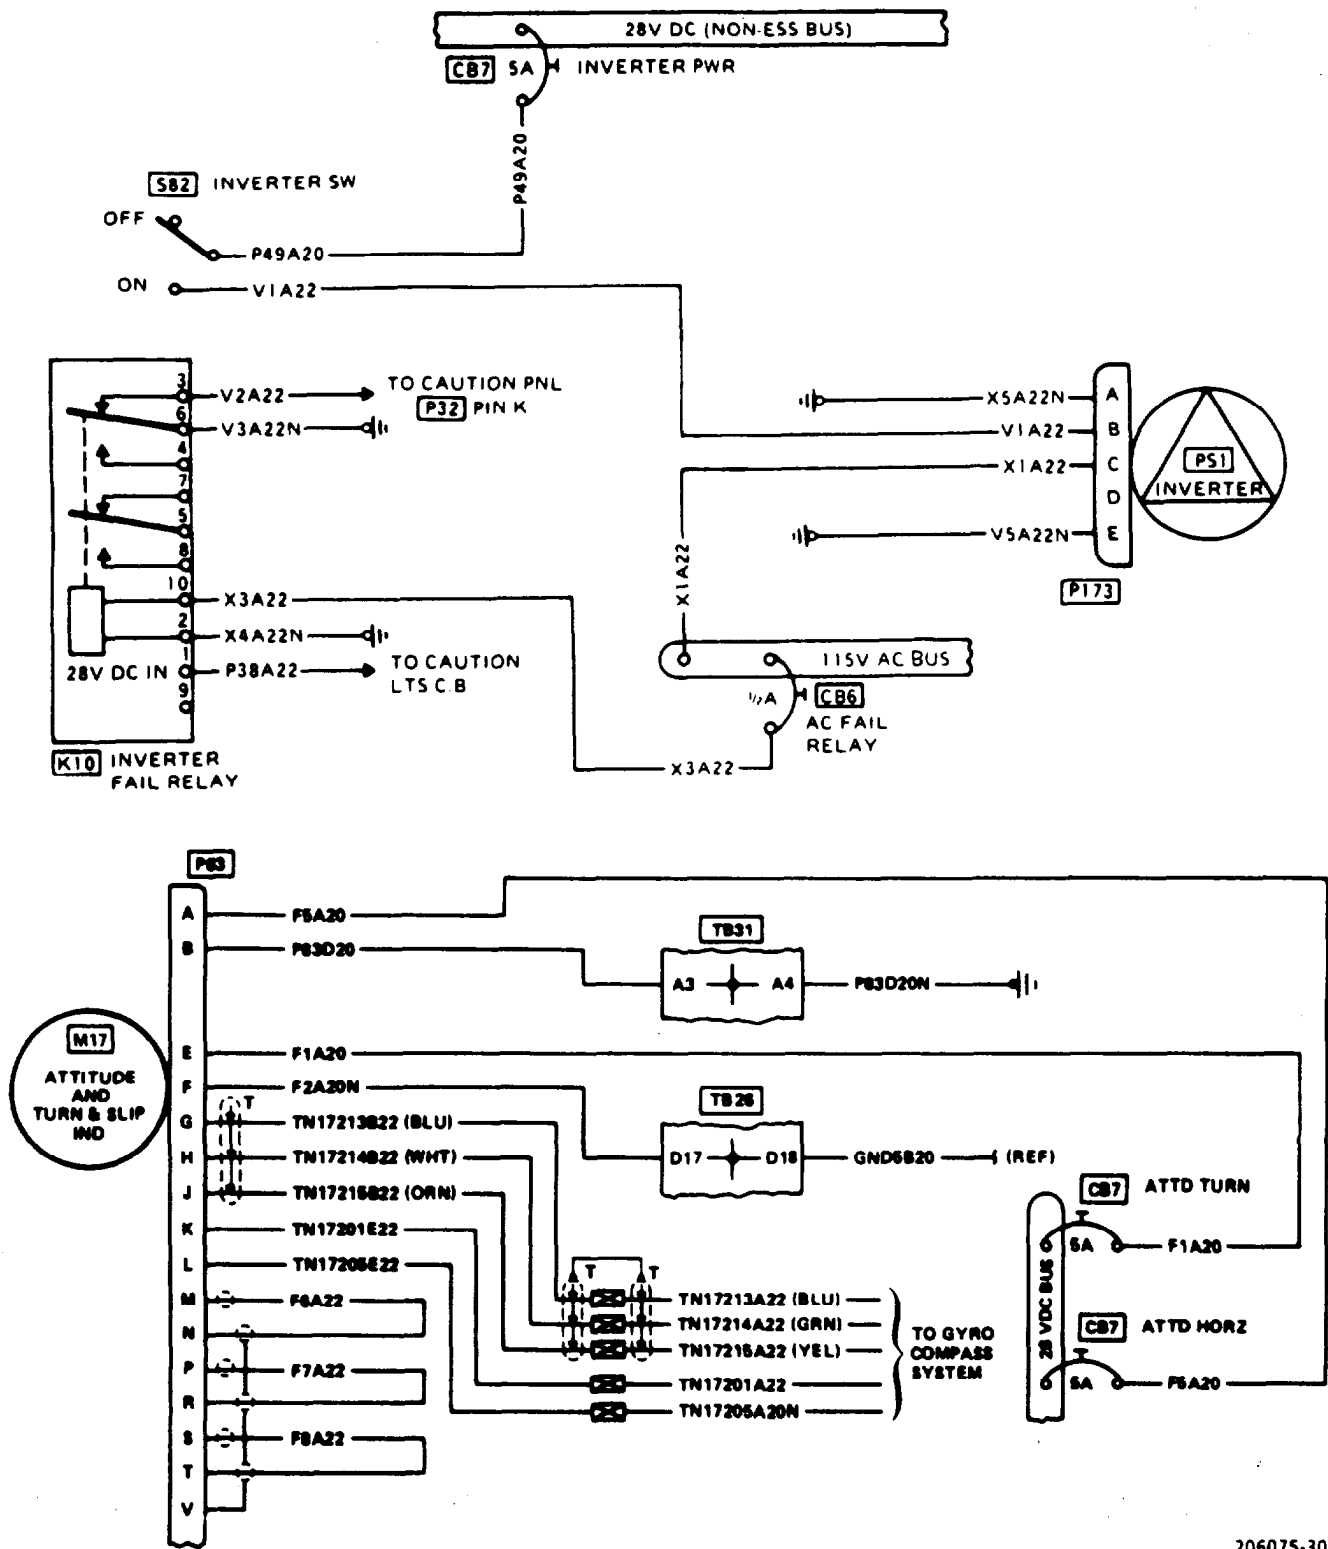 28V DC (NON-ESS BUS)
CB7 5A INVERTER PWR
P49A20
S82 INVERTER SW
OFF
P49A20
ON
V1A22
3
V2A22
TO CAUTION PNL
P32 PIN K
6
V3A22N
4
7
5
8
10
X3A22
2
X4A22N
28V DC IN
1
P38A22
TO CAUTION
LTS C.B
9
K10 INVERTER
FAIL RELAY
X5A22N
A
V1A22
B
X1A22
C
D
V5A22N
E
PS1
INVERTER
P173
X1A22
115V AC BUS
½A
CB6
AC FAIL
RELAY
X3A22
P83
A
F5A20
B
P83D20
TB31
A3
A4
P83D20N
M17
ATTITUDE
AND
TURN & SLIP
IND
E
F1A20
F
F2A20N
TB26
D17
D18
GND5B20
(REF)
T
G
TN17213B22 (BLU)
H
TN17214B22 (WHT)
J
TN17215B22 (ORN)
K
TN17201E22
L
TN17205E22
M
F6A22
N
P
F7A22
R
S
F8A22
T
V
T
T
TN17213A22 (BLU)
TN17214A22 (GRN)
TN17215A22 (YEL)
TN17201A22
TN17205A20N
TO GYRO
COMPASS
SYSTEM
28 VDC BUS
CB7 ATTD TURN
5A
F1A20
CB7 ATTD HORZ
5A
F5A20
206075-30